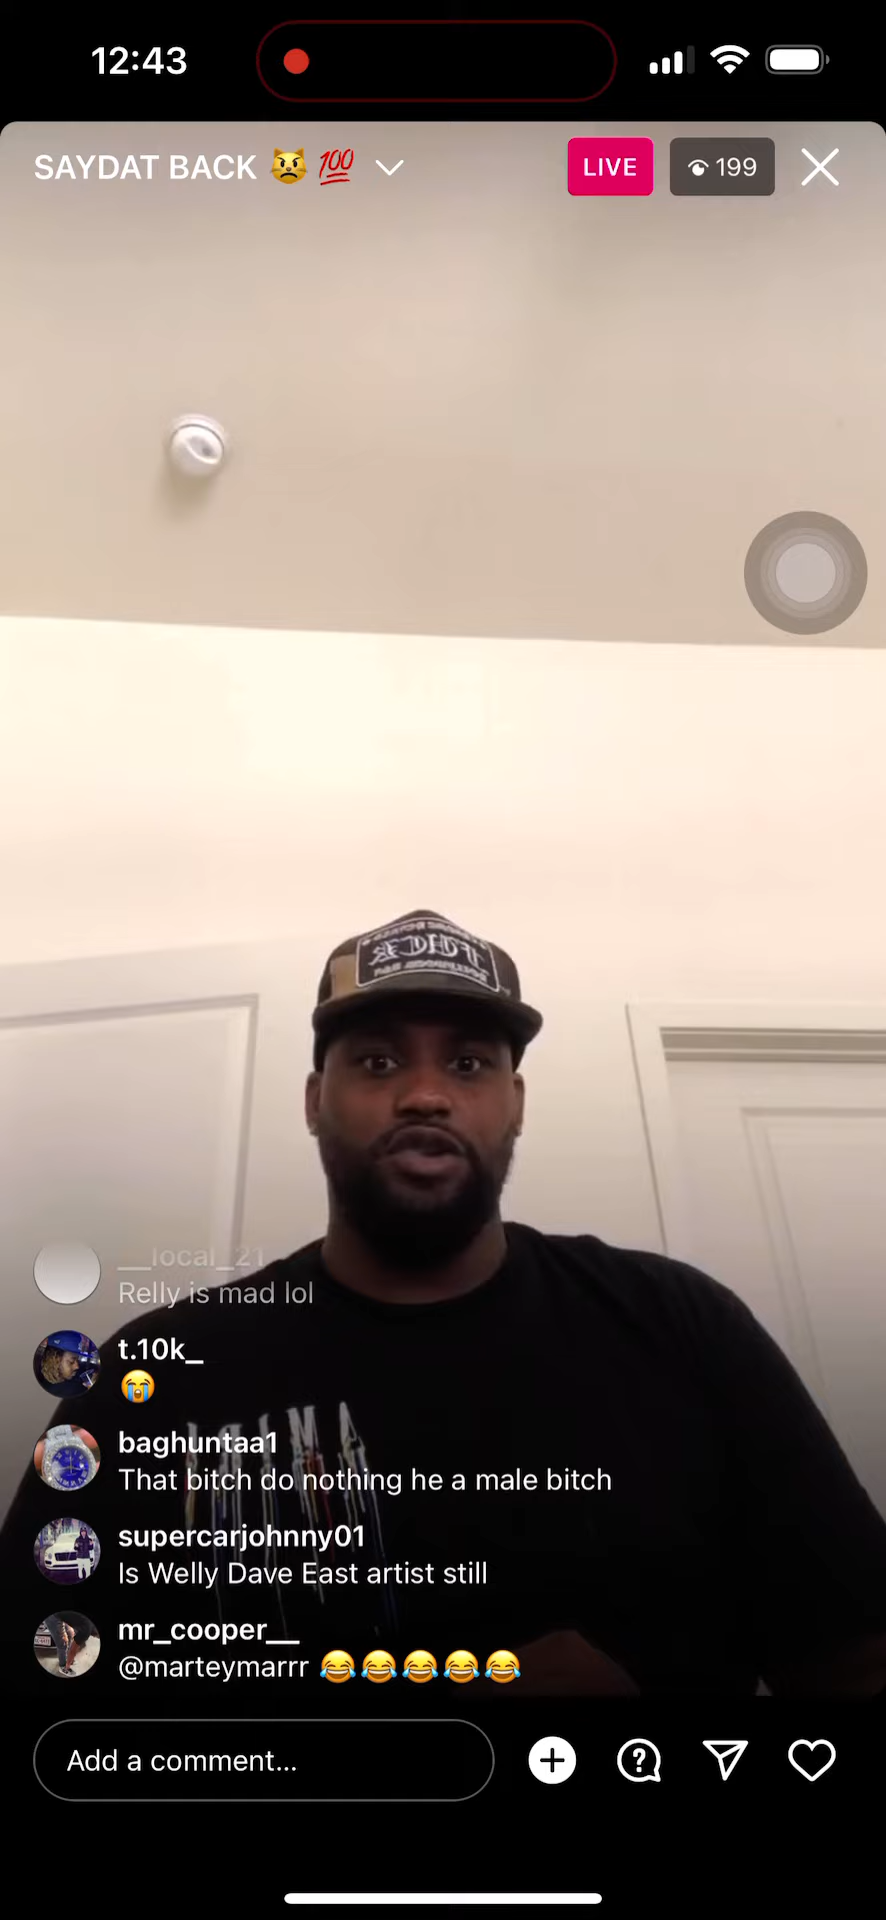 12:43
SAYDAT BACK 😾 💯
LIVE
199
__local_21
Relly is mad lol
t.10k_
😭
baghuntaa1
That bitch do nothing he a male bitch
supercarjohnny01
Is Welly Dave East artist still
mr_cooper__
@marteymarrr 😂😂😂😂😂
Add a comment...